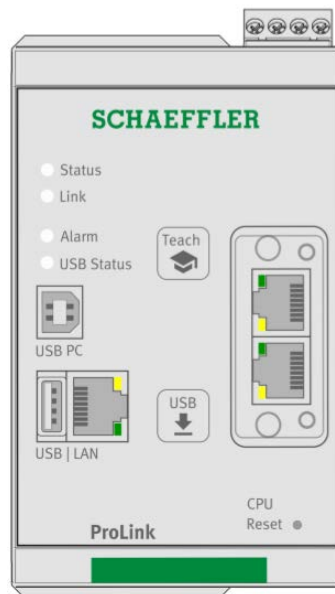 SCHAEFFLER
Status
Link
Alarm
USB Status
Teach
USB PC
USB
USB | LAN
CPU
Reset
ProLink